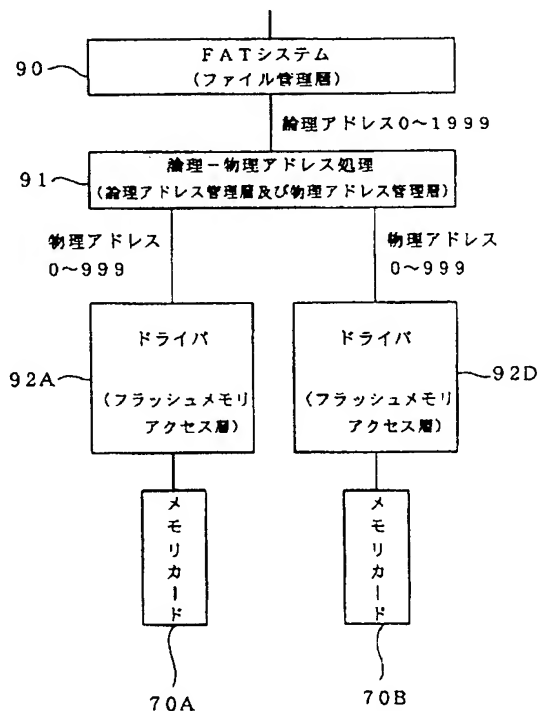 90
FATシステム
(ファイル管理層)
論理アドレス0～1999
91
論理－物理アドレス処理
(論理アドレス管理層及び物理アドレス管理層)
物理アドレス
0～999
物理アドレス
0～999
92A
ドライバ
(フラッシュメモリ
アクセス層)
ドライバ
(フラッシュメモリ
アクセス層)
92D
メモリカード
メモリカード
70A
70B